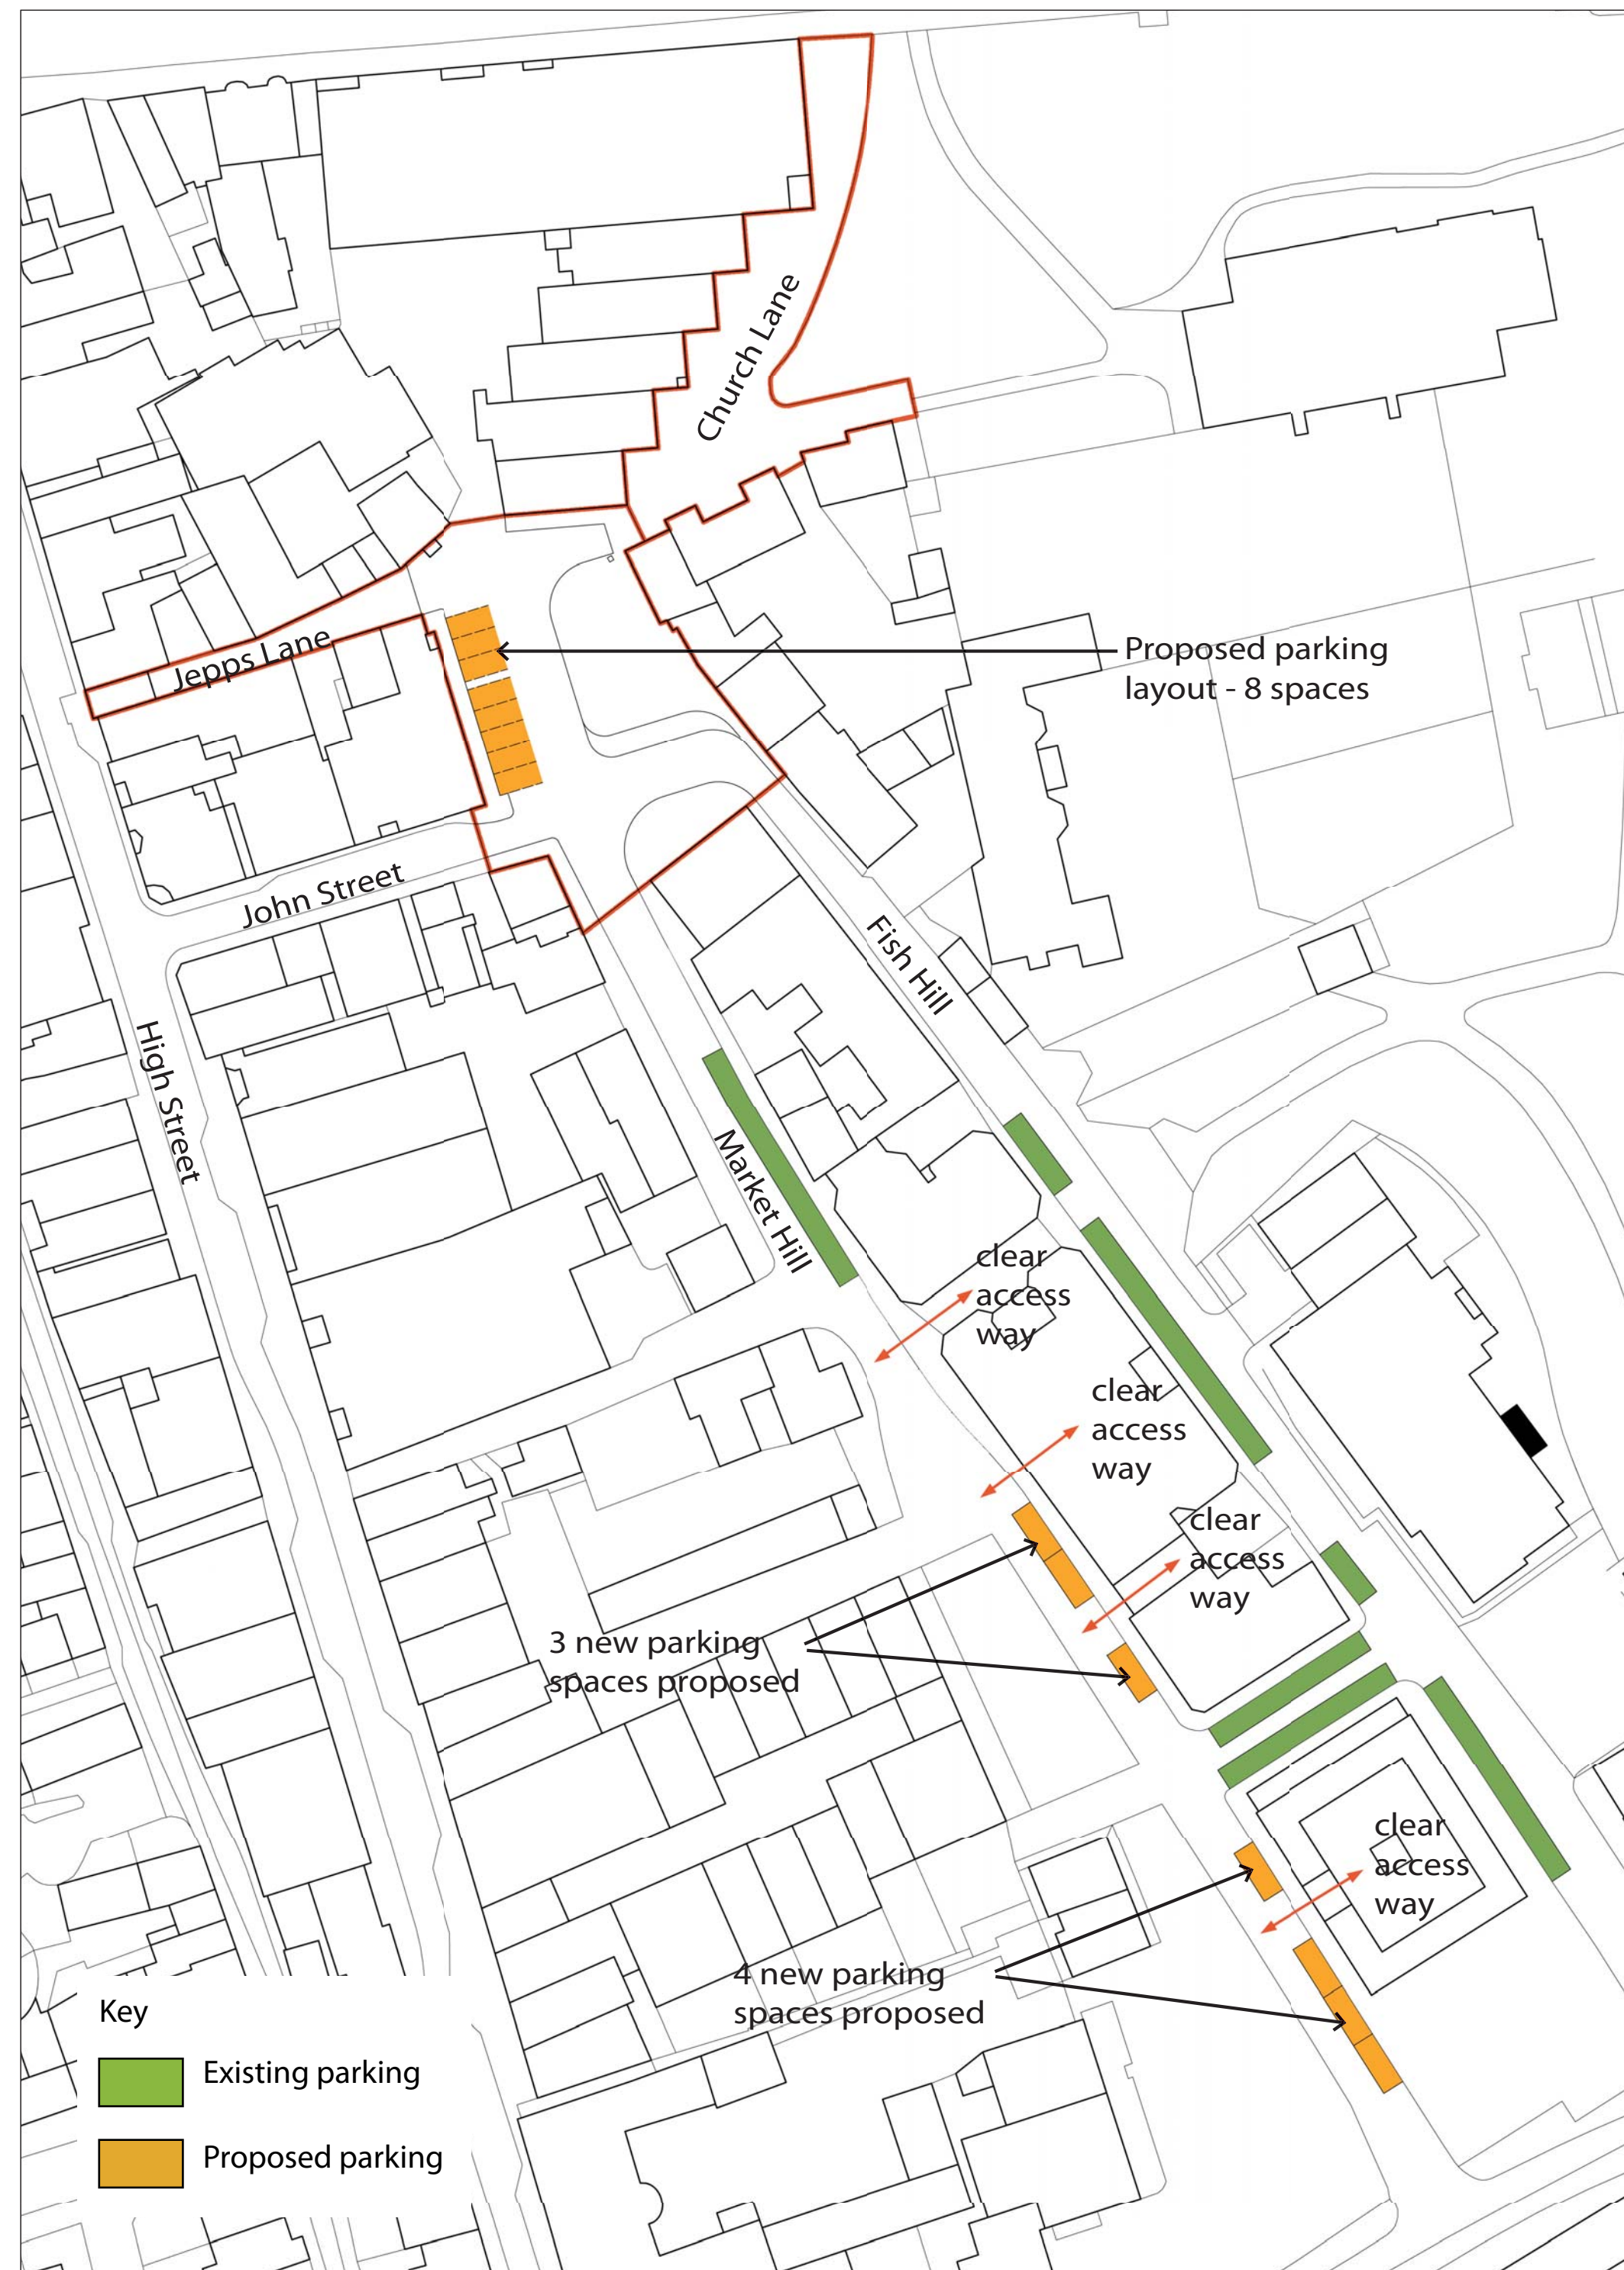 Church Lane
Proposed parking
layout - 8 spaces
Jepps Lane
John Street
Fish Hill
High Street
Market Hill
clear
access
way
clear
access
way
clear
access
way
3 new parking
spaces proposed
clear
access
way
4 new parking
spaces proposed
Key
Existing parking
Proposed parking